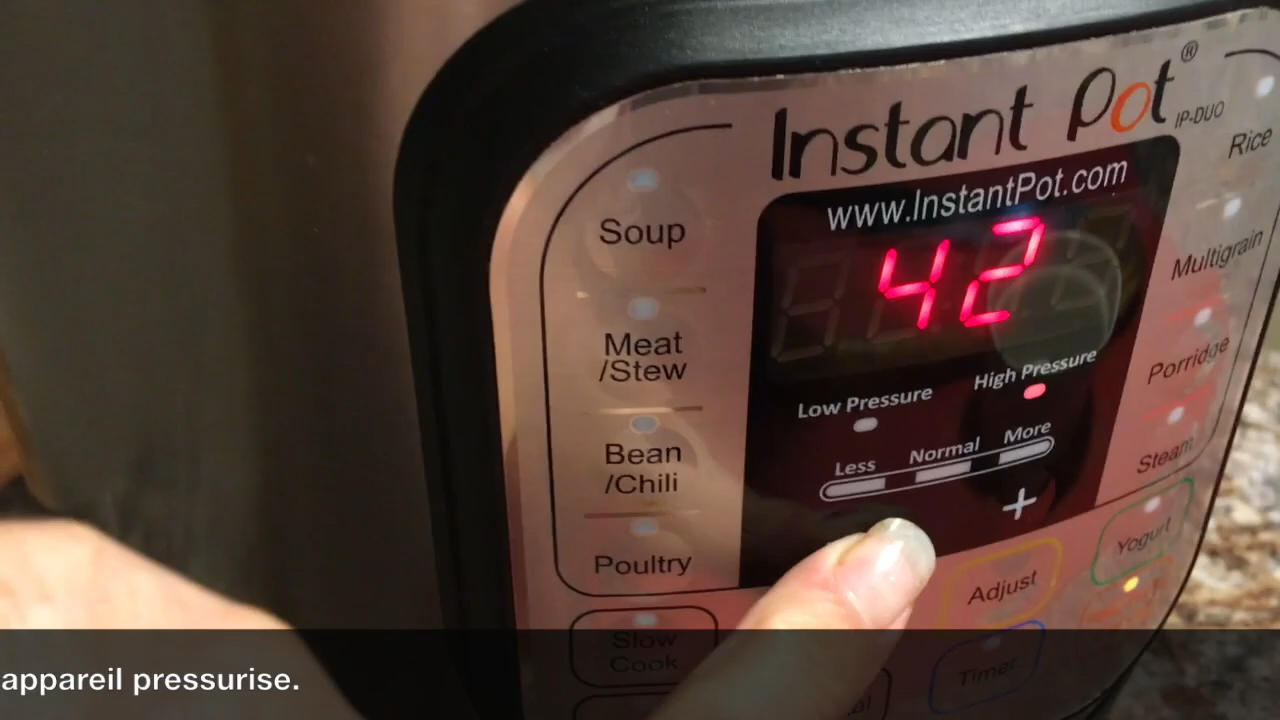 Instant Pot®
IP-DUO
www.InstantPot.com
42
Low Pressure
High Pressure
Less Normal More
+
Soup
Meat
/Stew
Bean
/Chili
Poultry
Slow
Cook
Rice
Multigrain
Porridge
Steam
Yogurt
Adjust
Timer
appareil pressurise.